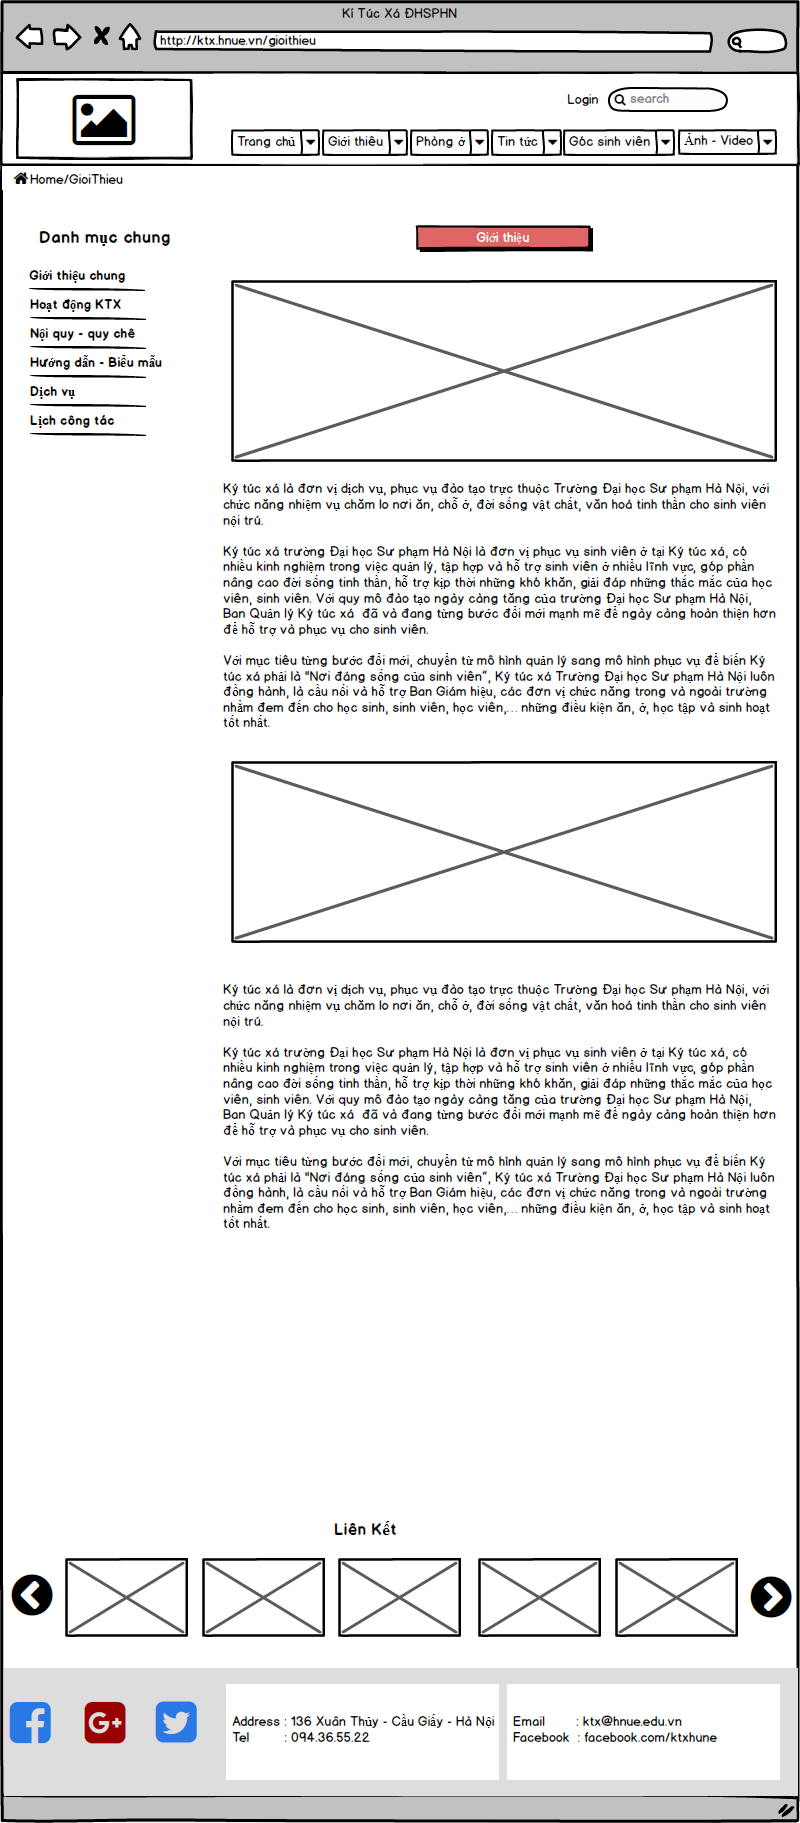 Kí Túc Xá ĐHSPHN
http://ktx.hnue.vn/gioithieu
Login
search
Trang chủ
Giới thiêu
Phòng ở
Tin tức
Góc sinh viên
Ảnh - Video
Home/GioiThieu
Danh mục chung
Giới thiệu
Giới thiệu chung
Hoạt động KTX
Nội quy - quy chê
Hướng dẫn - Biểu mẫu
Dịch vụ
Lịch công tác
Ký túc xá là đơn vị dịch vụ, phục vụ đào tạo trực thuộc Trường Đại học Sư phạm Hà Nội, với
chức năng nhiệm vụ chăm lo nơi ăn, chỗ ở, đời sống vật chất, văn hoá tinh thần cho sinh viên
nội trú.
Ký túc xá trường Đại học Sư phạm Hà Nội là đơn vị phục vụ sinh viên ở tại Ký túc xá, có
nhiều kinh nghiệm trong việc quản lý, tập hợp và hỗ trợ sinh viên ở nhiều lĩnh vực, góp phần
nâng cao đời sống tinh thần, hỗ trợ kịp thời những khó khăn, giải đáp những thắc mắc của học
viên, sinh viên. Với quy mô đào tạo ngày càng tăng của trường Đại học Sư phạm Hà Nội,
Ban Quản lý Ký túc xá  đã và đang từng bước đổi mới mạnh mẽ để ngày càng hoàn thiện hơn
để hỗ trợ và phục vụ cho sinh viên.
Với mục tiêu từng bước đổi mới, chuyển từ mô hình quản lý sang mô hình phục vụ để biến Ký
túc xá phải là "Nơi đáng sống của sinh viên", Ký túc xá Trường Đại học Sư phạm Hà Nội luôn
đồng hành, là cầu nối và hỗ trợ Ban Giám hiệu, các đơn vị chức năng trong và ngoài trường
nhằm đem đến cho học sinh, sinh viên, học viên,… những điều kiện ăn, ở, học tập và sinh hoạt
tốt nhất.
Ký túc xá là đơn vị dịch vụ, phục vụ đào tạo trực thuộc Trường Đại học Sư phạm Hà Nội, với
chức năng nhiệm vụ chăm lo nơi ăn, chỗ ở, đời sống vật chất, văn hoá tinh thần cho sinh viên
nội trú.
Ký túc xá trường Đại học Sư phạm Hà Nội là đơn vị phục vụ sinh viên ở tại Ký túc xá, có
nhiều kinh nghiệm trong việc quản lý, tập hợp và hỗ trợ sinh viên ở nhiều lĩnh vực, góp phần
nâng cao đời sống tinh thần, hỗ trợ kịp thời những khó khăn, giải đáp những thắc mắc của học
viên, sinh viên. Với quy mô đào tạo ngày càng tăng của trường Đại học Sư phạm Hà Nội,
Ban Quản lý Ký túc xá  đã và đang từng bước đổi mới mạnh mẽ để ngày càng hoàn thiện hơn
để hỗ trợ và phục vụ cho sinh viên.
Với mục tiêu từng bước đổi mới, chuyển từ mô hình quản lý sang mô hình phục vụ để biến Ký
túc xá phải là "Nơi đáng sống của sinh viên", Ký túc xá Trường Đại học Sư phạm Hà Nội luôn
đồng hành, là cầu nối và hỗ trợ Ban Giám hiệu, các đơn vị chức năng trong và ngoài trường
nhằm đem đến cho học sinh, sinh viên, học viên,… những điều kiện ăn, ở, học tập và sinh hoạt
tốt nhất.
Liên Kết
Address : 136 Xuân Thủy - Cầu Giấy - Hà Nội
Tel : 094.36.55.22
Email : ktx@hnue.edu.vn
Facebook : facebook.com/ktxhune